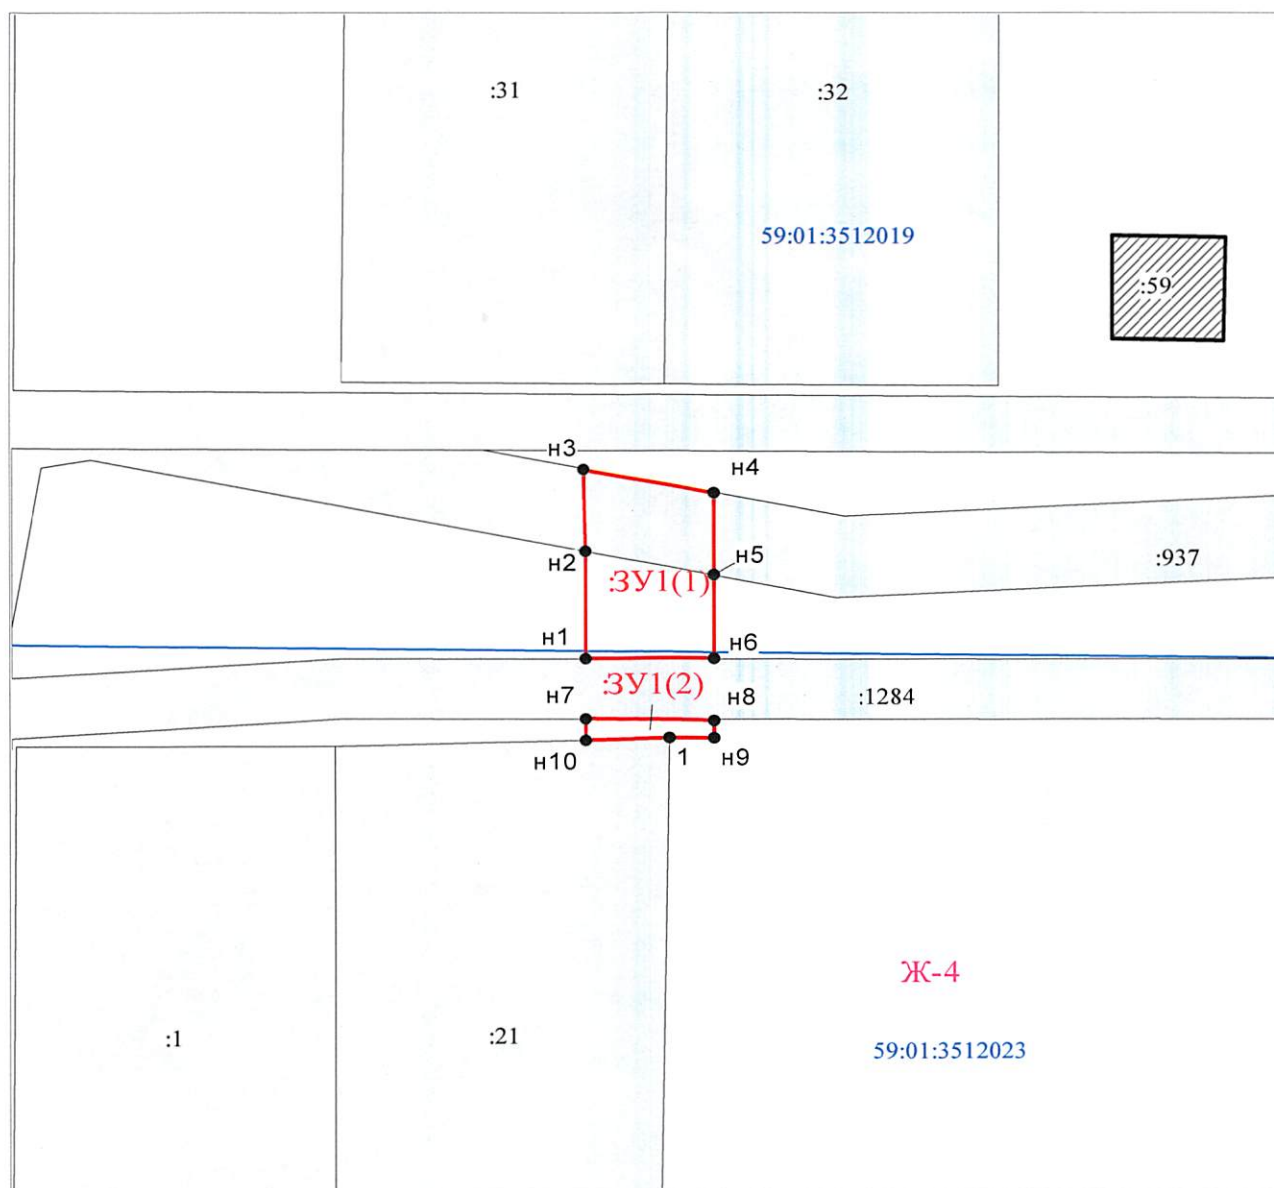 :31
:32
59:01:3512019
:59
н3
н4
н2
н5
:937
:ЗУ1(1)
н1
н6
:ЗУ1(2)
н7
н8
:1284
н10
1
н9
Ж-4
:1
:21
59:01:3512023